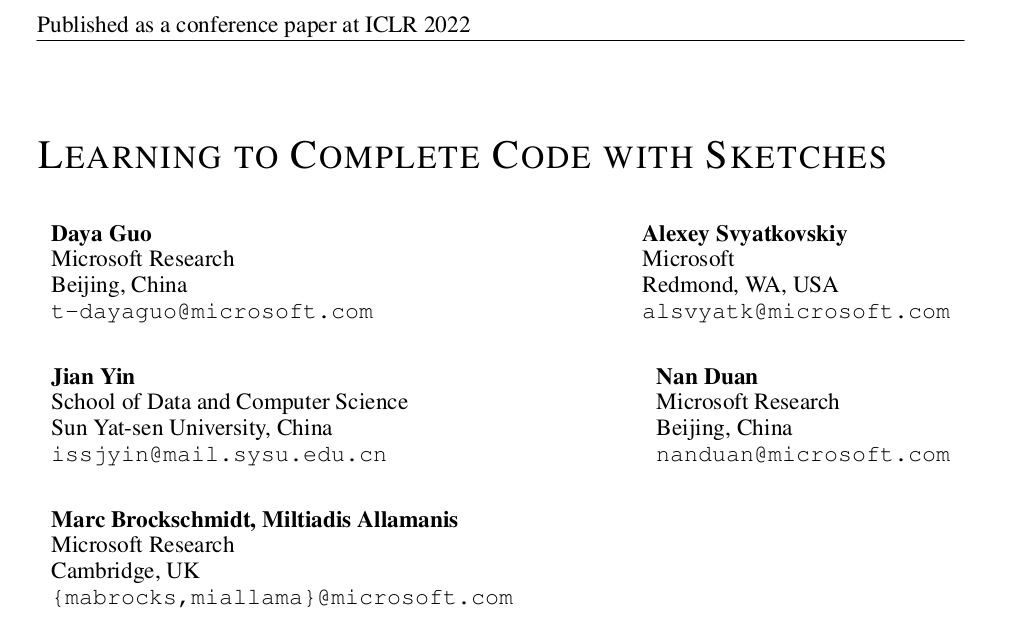 Published as a conference paper at ICLR 2022
LEARNING TO COMPLETE CODE WITH SKETCHES
Daya Guo
Microsoft Research
Beijing, China
t-dayaguo@microsoft.com
Alexey Svyatkovskiy
Microsoft
Redmond, WA, USA
alsvyatk@microsoft.com
Jian Yin
School of Data and Computer Science
Sun Yat-sen University, China
issjyin@mail.sysu.edu.cn
Nan Duan
Microsoft Research
Beijing, China
nanduan@microsoft.com
Marc Brockschmidt, Miltiadis Allamanis
Microsoft Research
Cambridge, UK
{mabrocks,miallama}@microsoft.com